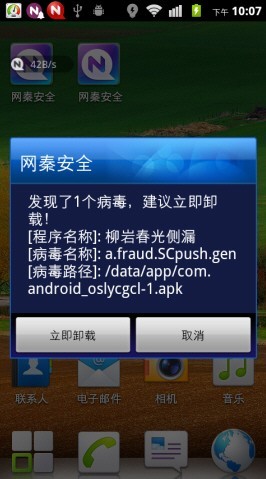 下午 10:07
42B/s
网秦安全 网秦安全
网秦安全
发现了1个病毒，建议立即卸
载！
[程序名称]: 柳岩春光侧漏
[病毒名称]: a.fraud.SCpush.gen
[病毒路径]: /data/app/com.
android_oslycgcl-1.apk
立即卸载 取消
联系人 电子邮件 相机 音乐